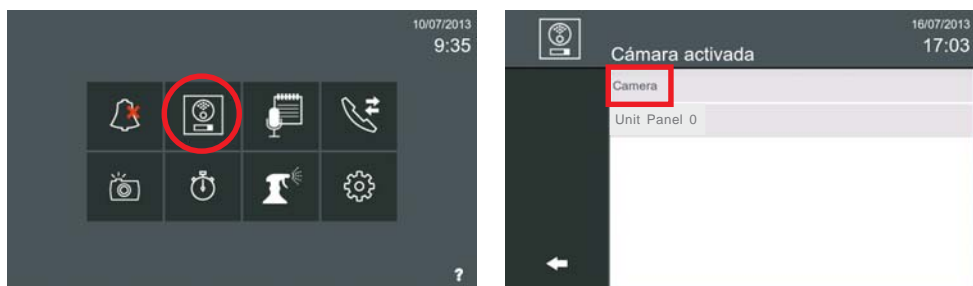 10/07/2013
9:35
?
16/07/2013
17:03
Cámara activada
Camera
Unit Panel 0